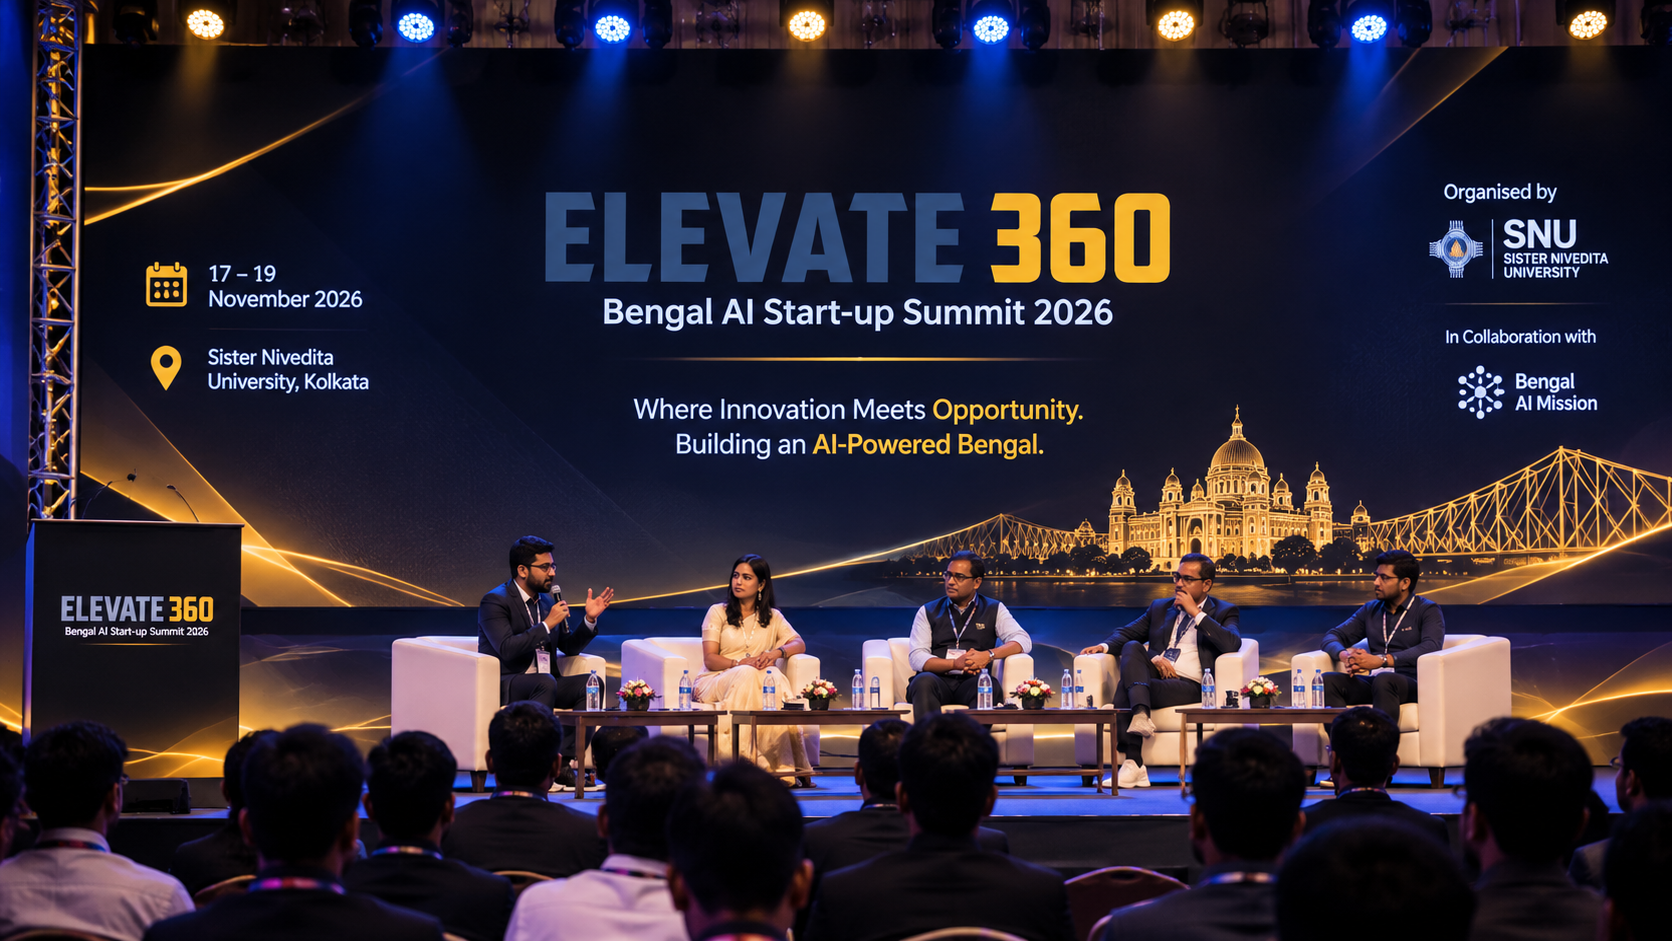 ELEVATE 360
Bengal AI Start-up Summit 2026
Where Innovation Meets Opportunity.
Building an AI-Powered Bengal.
17 – 19
November 2026
Sister Nivedita
University, Kolkata
Organised by
SNU
SISTER NIVEDITA
UNIVERSITY
In Collaboration with
Bengal
AI Mission
ELEVATE 360
Bengal AI Start-up Summit 2026